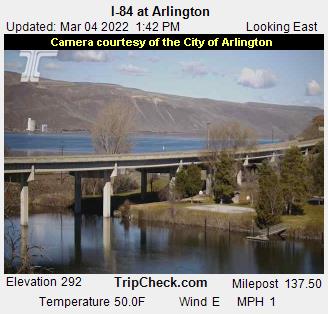 I-84 at Arlington
Updated: Mar 04 2022 1:42 PM Looking East
Camera courtesy of the City of Arlington
Elevation 292 TripCheck.com Milepost 137.50
Temperature 50.0F Wind E MPH 1